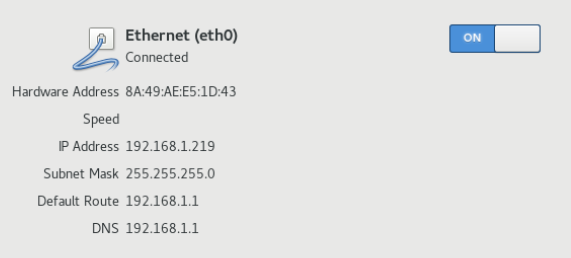 Ethernet (eth0)
ON
Connected
Hardware Address 8A:49:AE:E5:1D:43
Speed
IP Address 192.168.1.219
Subnet Mask 255.255.255.0
Default Route 192.168.1.1
DNS 192.168.1.1